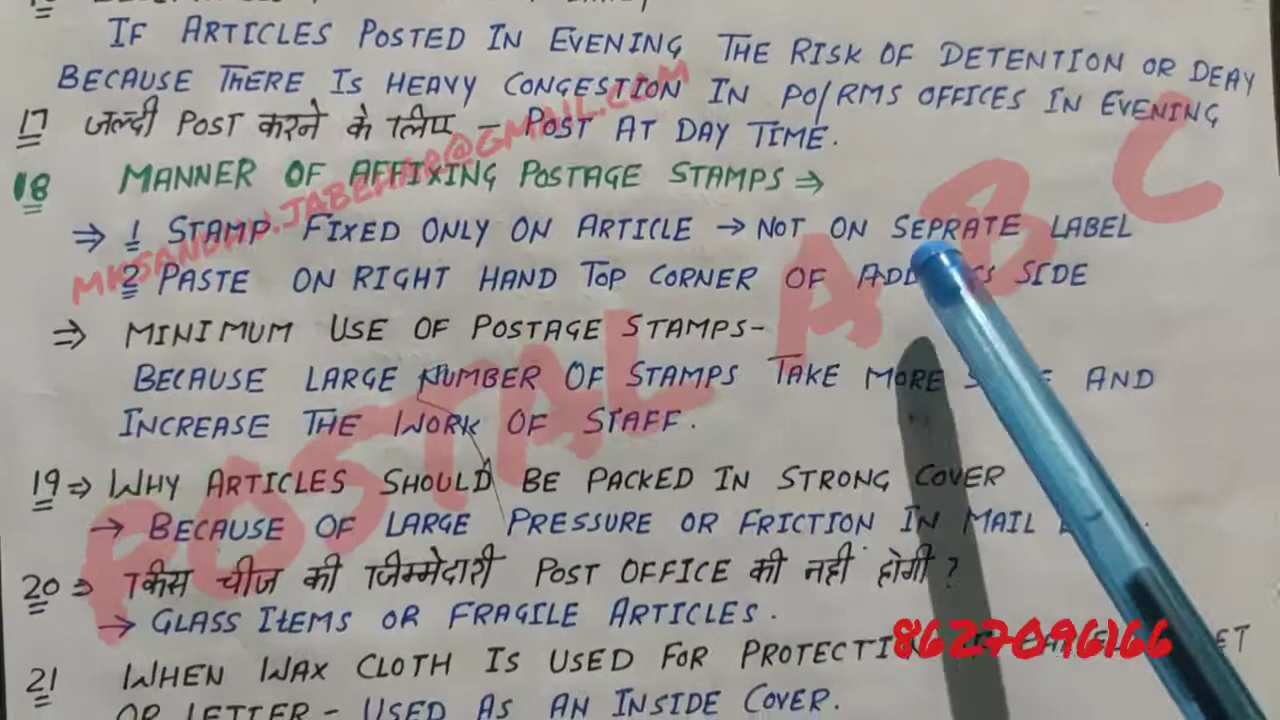 IF ARTICLES POSTED IN EVENING THE RISK OF DETENTION OR DEAY
BECAUSE THERE IS HEAVY CONGESTION IN PO/RMS OFFICES IN EVENING
17 जल्दी POST करने के लिए - POST AT DAY TIME.
18 MANNER OF AFFIXING POSTAGE STAMPS ⇒
⇒ 1 STAMP FIXED ONLY ON ARTICLE → NOT ON SEPRATE LABEL
2 PASTE ON RIGHT HAND TOP CORNER OF SIDE
⇒ MINIMUM USE OF POSTAGE STAMPS-
BECAUSE LARGE NUMBER OF STAMPS TAKE MORE AND
INCREASE THE WORK OF STAFF.
19 ⇒ WHY ARTICLES SHOULD BE PACKED IN STRONG COVER
→ BECAUSE OF LARGE PRESSURE OR FRICTION IN MAIL
20 ⇒ किस चीज की जिम्मेदारी POST OFFICE की नही होगी ?
→ GLASS ITEMS OR FRAGILE ARTICLES.
21 WHEN WAX CLOTH IS USED FOR
OR LETTER - USED AS AN INSIDE COVER.
POSTAL A B C
8627096166